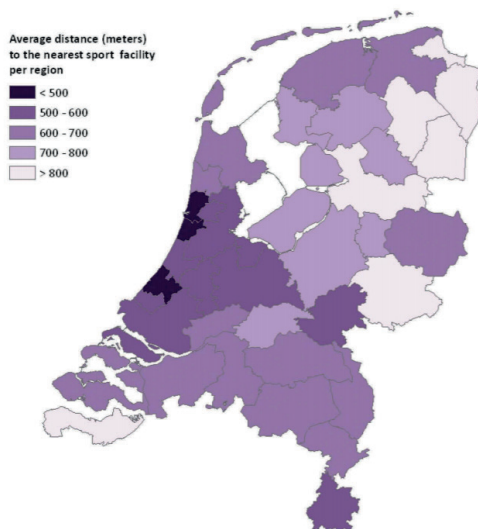 Average distance (meters)
to the nearest sport facility
per region
< 500
500 - 600
600 - 700
700 - 800
> 800